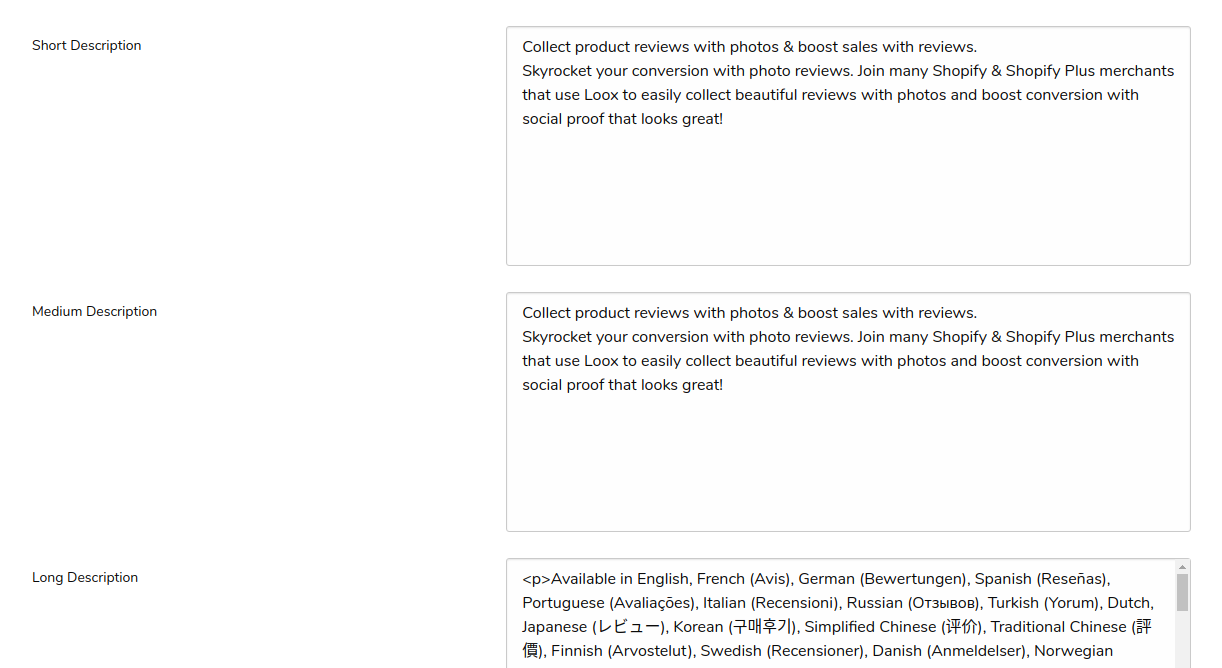 Short Description
Collect product reviews with photos & boost sales with reviews.
Skyrocket your conversion with photo reviews. Join many Shopify & Shopify Plus merchants
that use Loox to easily collect beautiful reviews with photos and boost conversion with
social proof that looks great!
Medium Description
Collect product reviews with photos & boost sales with reviews.
Skyrocket your conversion with photo reviews. Join many Shopify & Shopify Plus merchants
that use Loox to easily collect beautiful reviews with photos and boost conversion with
social proof that looks great!
Long Description
<p>Available in English, French (Avis), German (Bewertungen), Spanish (Reseñas),
Portuguese (Avaliações), Italian (Recensioni), Russian (Отзывов), Turkish (Yorum), Dutch,
Japanese (レビュー), Korean (구매후기), Simplified Chinese (评价), Traditional Chinese (評
價), Finnish (Arvostelut), Swedish (Recensioner), Danish (Anmeldelser), Norwegian